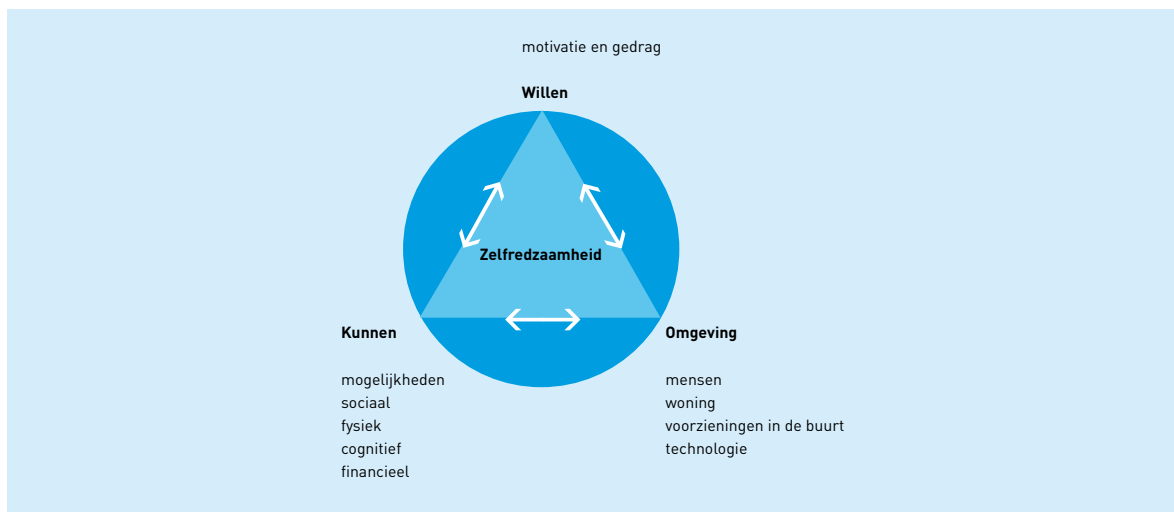 motivatie en gedrag
Willen
Zelfredzaamheid
Kunnen
mogelijkheden
sociaal
fysiek
cognitief
financieel
Omgeving
mensen
woning
voorzieningen in de buurt
technologie